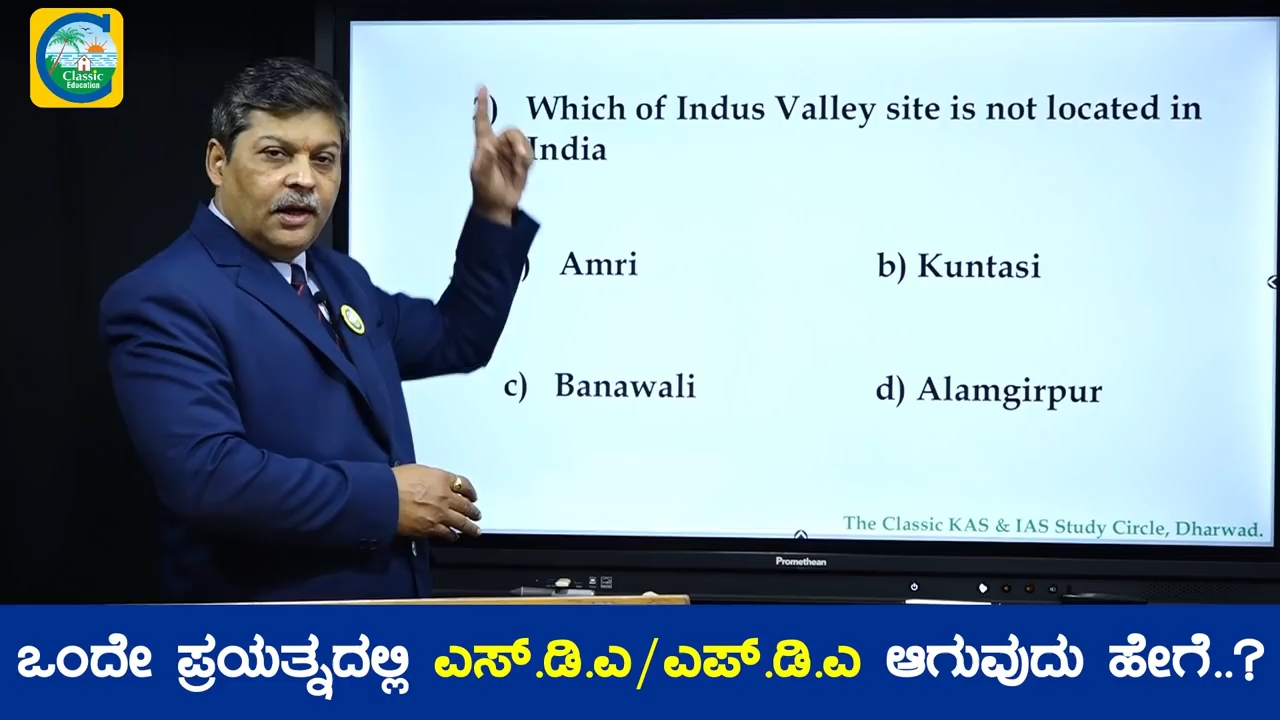 Classic
Education
Which of Indus Valley site is not located in
India
Amri
b) Kuntasi
c) Banawali
d) Alamgirpur
The Classic KAS & IAS Study Circle, Dharwad.
Promethean
ಒಂದೇ ಪ್ರಯತ್ನದಲ್ಲಿ ಎಸ್.ಡಿ.ಎ/ಎಪ್.ಡಿ.ಎ ಆಗುವುದು ಹೇಗೆ..?